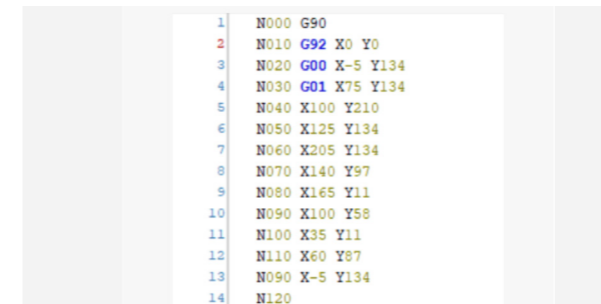 1 N000 G90
2 N010 G92 X0 Y0
3 N020 G00 X-5 Y134
4 N030 G01 X75 Y134
5 N040 X100 Y210
6 N050 X125 Y134
7 N060 X205 Y134
8 N070 X140 Y97
9 N080 X165 Y11
10 N090 X100 Y58
11 N100 X35 Y11
12 N110 X60 Y87
13 N090 X-5 Y134
14 N120